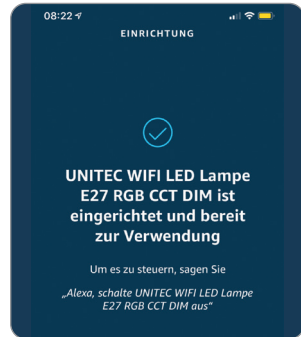 08:22
EINRICHTUNG
UNITEC WIFI LED Lampe
E27 RGB CCT DIM ist
eingerichtet und bereit
zur Verwendung
Um es zu steuern, sagen Sie
„Alexa, schalte UNITEC WIFI LED Lampe
E27 RGB CCT DIM aus“